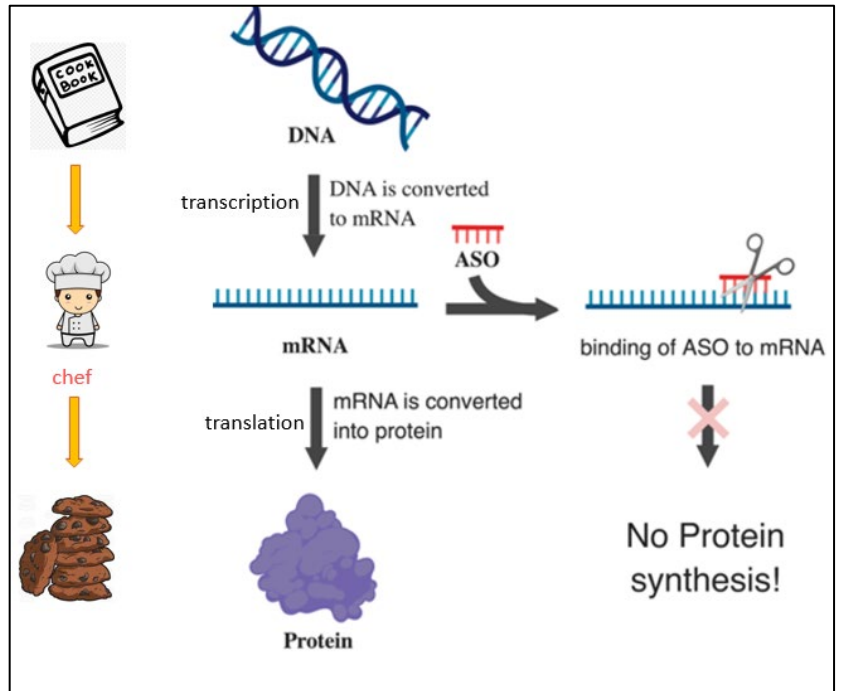 COOK
BOOK
DNA
transcription
DNA is converted
to mRNA
ASO
mRNA
binding of ASO to mRNA
chef
translation
mRNA is converted
into protein
No Protein
synthesis!
Protein